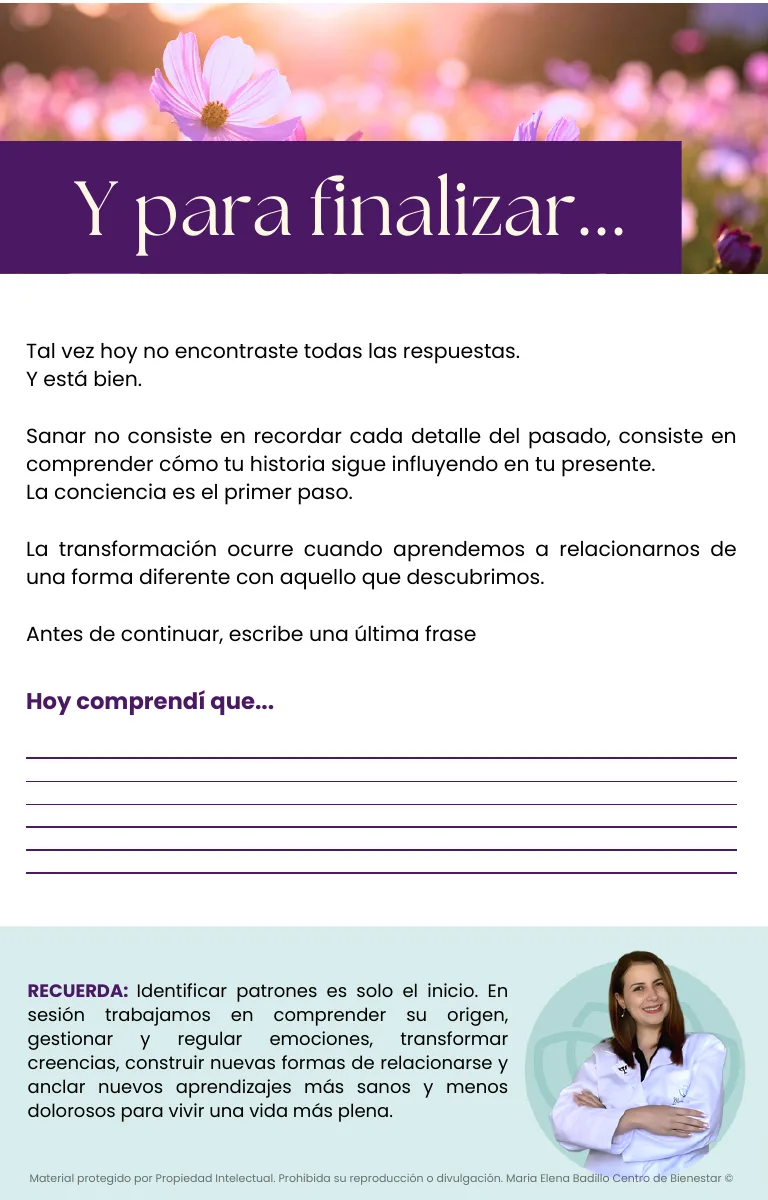 Y para finalizar...
Tal vez hoy no encontraste todas las respuestas.
Y está bien.
Sanar no consiste en recordar cada detalle del pasado, consiste en
comprender cómo tu historia sigue influyendo en tu presente.
La conciencia es el primer paso.
La transformación ocurre cuando aprendemos a relacionarnos de
una forma diferente con aquello que descubrimos.
Antes de continuar, escribe una última frase
Hoy comprendí que...
RECUERDA: Identificar patrones es solo el inicio. En
sesión trabajamos en comprender su origen,
gestionar y regular emociones, transformar
creencias, construir nuevas formas de relacionarse y
anclar nuevos aprendizajes más sanos y menos
dolorosos para vivir una vida más plena.
Material protegido por Propiedad Intelectual. Prohibida su reproducción o divulgación. Maria Elena Badillo Centro de Bienestar ©